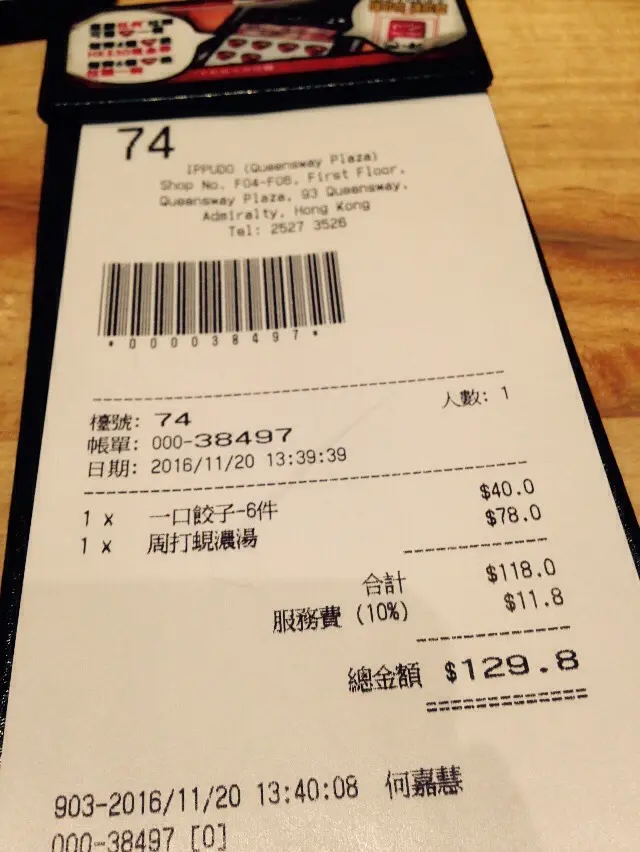 74
IPPUDO (Queensway Plaza)
Shop No. F04-F06, First Floor,
Queensway Plaza, 93 Queensway,
Admiralty, Hong Kong
Tel: 2527 3526
*000038497*
人數: 1
檯號: 74
帳單: 000-38497
日期: 2016/11/20 13:39:39
1 x 一口餃子-6件 $40.0
1 x 周打蜆濃湯 $78.0
合計 $118.0
服務費 (10%) $11.8
總金額 $129.8
903-2016/11/20 13:40:08 何嘉慧
000-38497 [0]